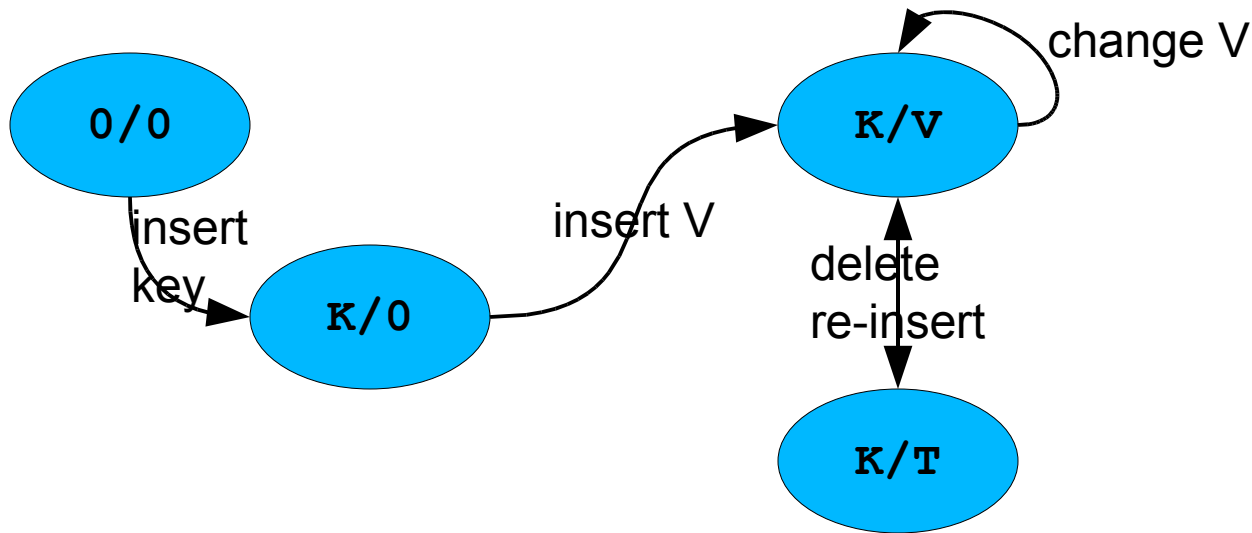 0/0
K/V
change V
insert
key
insert V
K/0
delete
re-insert
K/T